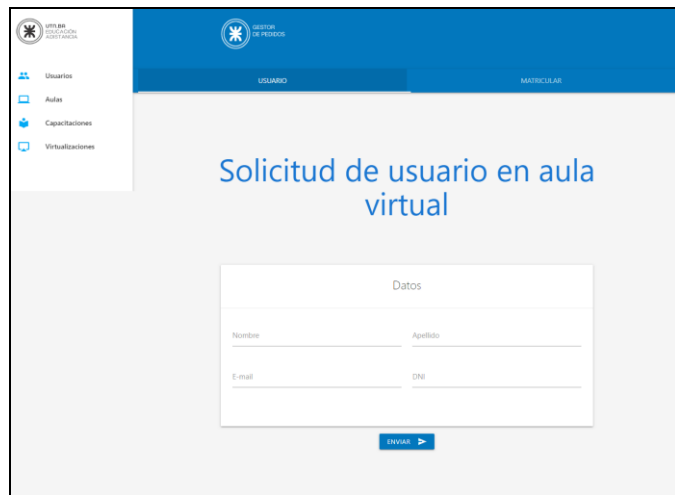 UTN.BA
EDUCACIÓN
A DISTANCIA
Usuarios
Aulas
Capacitaciones
Virtualizaciones
GESTOR
DE PEDIDOS
USUARIO
MATRICULAR
Solicitud de usuario en aula
virtual
Datos
Nombre
Apellido
E-mail
DNI
ENVIAR